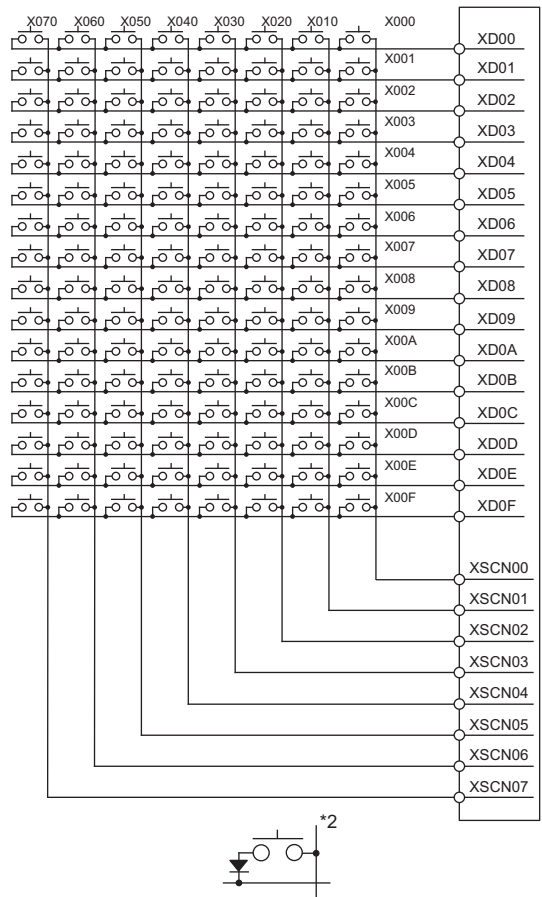 X070 X060 X050 X040 X030 X020 X010 X000
XD00
X001
XD01
X002
XD02
X003
XD03
X004
XD04
X005
XD05
X006
XD06
X007
XD07
X008
XD08
X009
XD09
X00A
XD0A
X00B
XD0B
X00C
XD0C
X00D
XD0D
X00E
XD0E
X00F
XD0F
XSCN00
XSCN01
XSCN02
XSCN03
XSCN04
XSCN05
XSCN06
XSCN07
*2